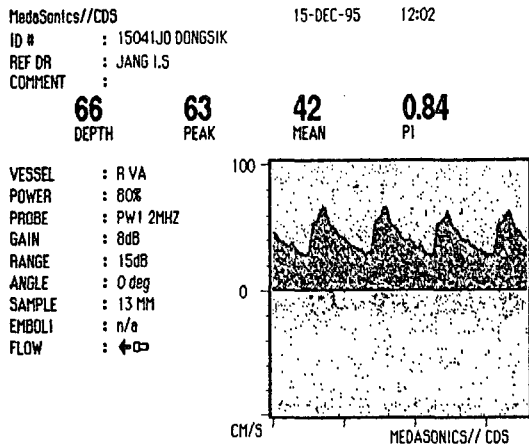 MedaSonics//CDS 15-DEC-95 12:02
ID # : 15041JO DONGSIK
REF DR : JANG I.S
COMMENT :
66 63 42 0.84
DEPTH PEAK MEAN PI
VESSEL : R VA
POWER : 80%
PROBE : PW1 2MHZ
GAIN : 8dB
RANGE : 15dB
ANGLE : 0 deg
SAMPLE : 13 MM
EMBOLI : n/a
FLOW :
100
0
CM/S MEDASONICS// CDS